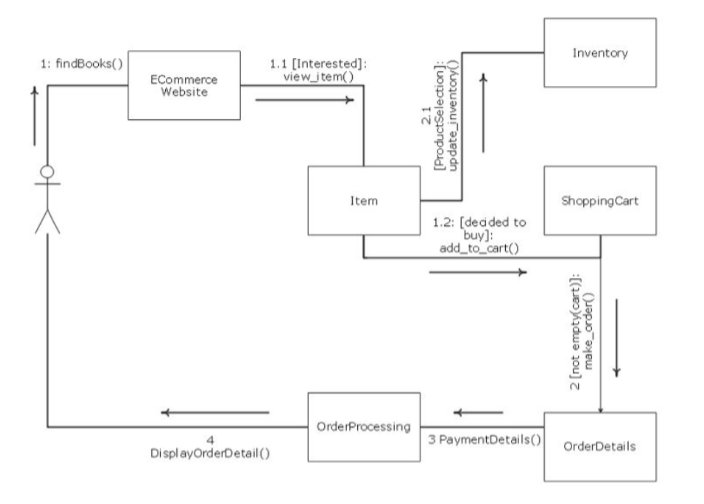 1: findBooks()
ECommerce
Website
1.1 [Interested]:
view_item()
2.1
[ProductSelection]:
update_inventory()
Inventory
Item
ShoppingCart
1.2: [decided to
buy]:
add_to_cart()
2 [not empty(cart)]:
make_order()
OrderProcessing
3 PaymentDetails()
OrderDetails
4
DisplayOrderDetail()